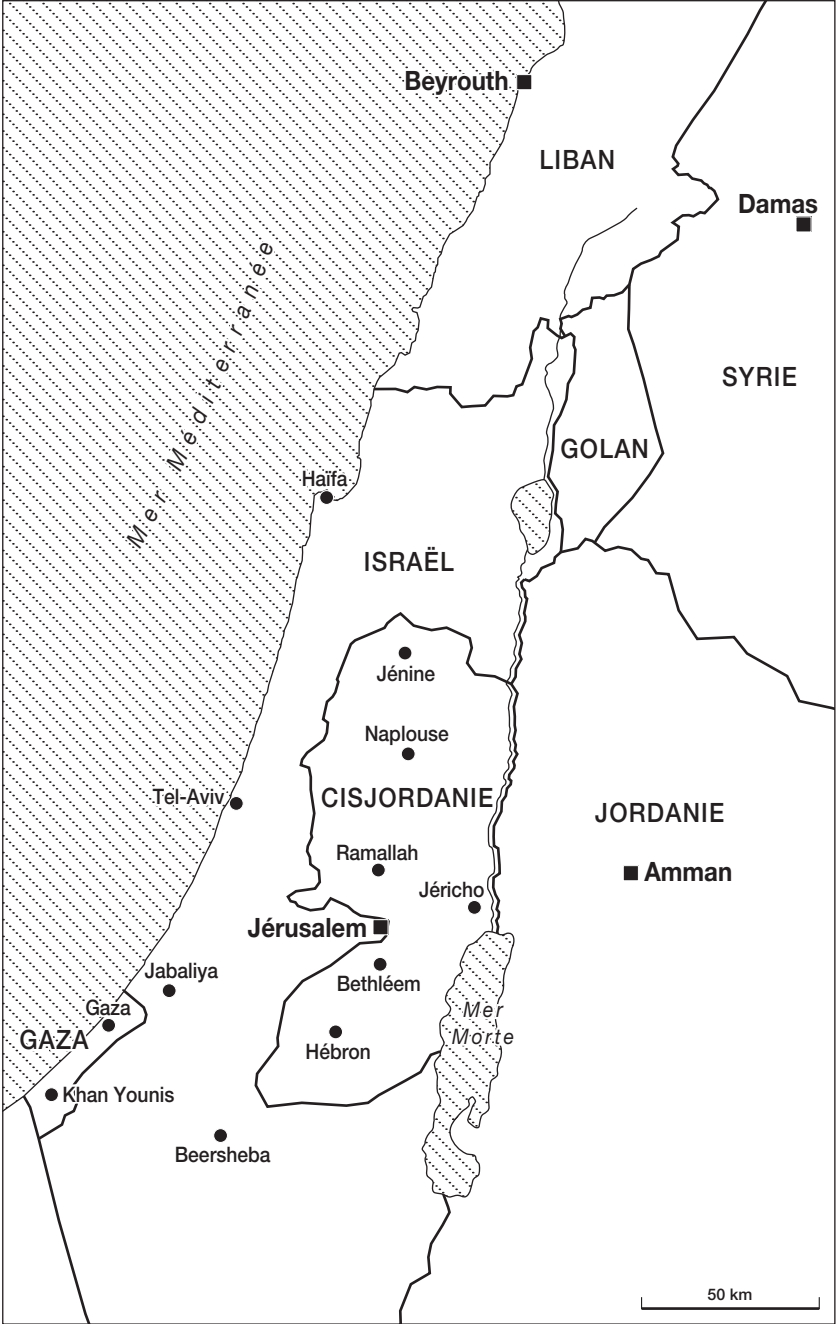 Beyrouth
LIBAN
Damas
Mer Méditerranée
SYRIE
GOLAN
Haïfa
ISRAËL
Jénine
Naplouse
Tel-Aviv
CISJORDANIE
JORDANIE
Ramallah
Amman
Jéricho
Jérusalem
Jabaliya
Bethléem
Gaza
GAZA
Mer
Morte
Hébron
Khan Younis
Beersheba
50 km